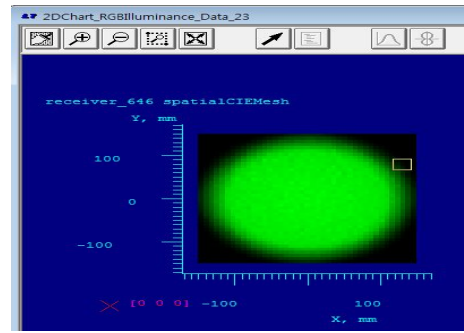 2DChart_RGBIlluminance_Data_23
receiver_646 spatialCIEMesh
Y, mm
100
0
-100
[0 0 0] -100 100
X, mm